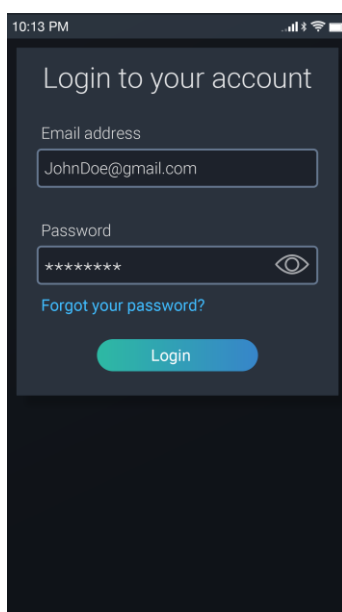 10:13 PM
Login to your account
Email address
JohnDoe@gmail.com
Password
********
Forgot your password?
Login